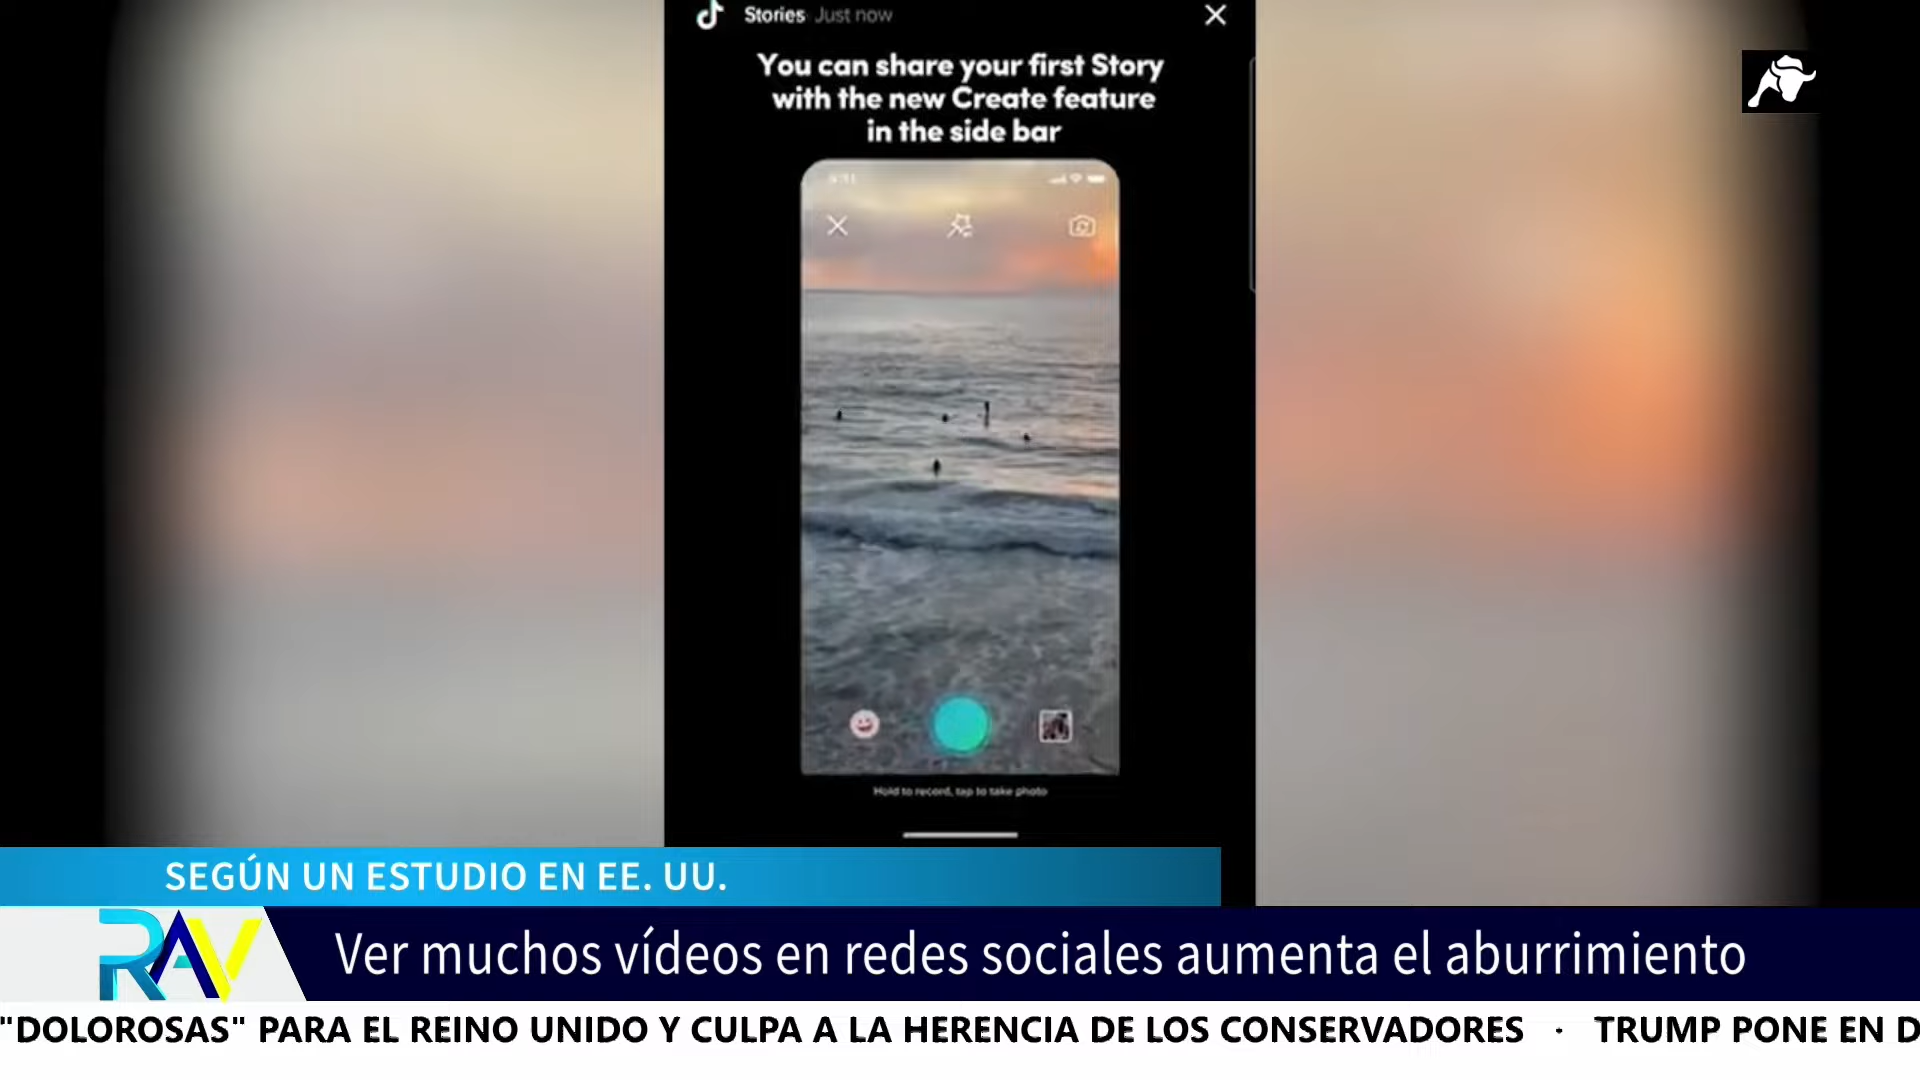 Stories Just now
You can share your first Story
with the new Create feature
in the side bar
Hold to record, tap to take photo
SEGÚN UN ESTUDIO EN EE. UU.
RAV
Ver muchos vídeos en redes sociales aumenta el aburrimiento
"DOLOROSAS" PARA EL REINO UNIDO Y CULPA A LA HERENCIA DE LOS CONSERVADORES · TRUMP PONE EN D